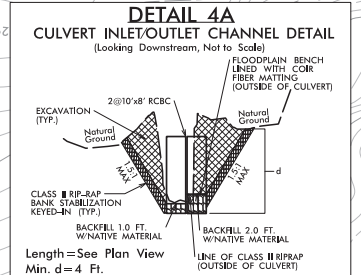 DETAIL 4A
CULVERT INLET/OUTLET CHANNEL DETAIL
(Looking Downstream, Not to Scale)
FLOODPLAIN BENCH
LINED WITH COIR
FIBER MATTING
(OUTSIDE OF CULVERT)
2@10'x8' RCBC
EXCAVATION
(TYP.)
Natural
Ground
Natural
Ground
1.5:1
MAX
1.5:1
MAX
d
CLASS II RIP-RAP
BANK STABILIZATION
KEYED-IN (TYP.)
BACKFILL 1.0 FT.
W/NATIVE MATERIAL
BACKFILL 2.0 FT.
W/NATIVE MATERIAL
LINE OF CLASS II RIPRAP
(OUTSIDE OF CULVERT)
Length=See Plan View
Min. d=4 Ft.